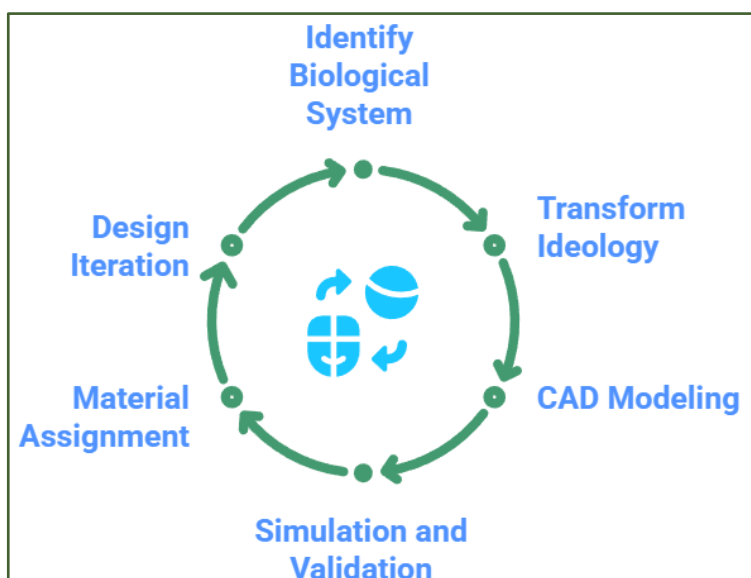 Identify
Biological
System
Transform
Ideology
CAD Modeling
Simulation and
Validation
Material
Assignment
Design
Iteration